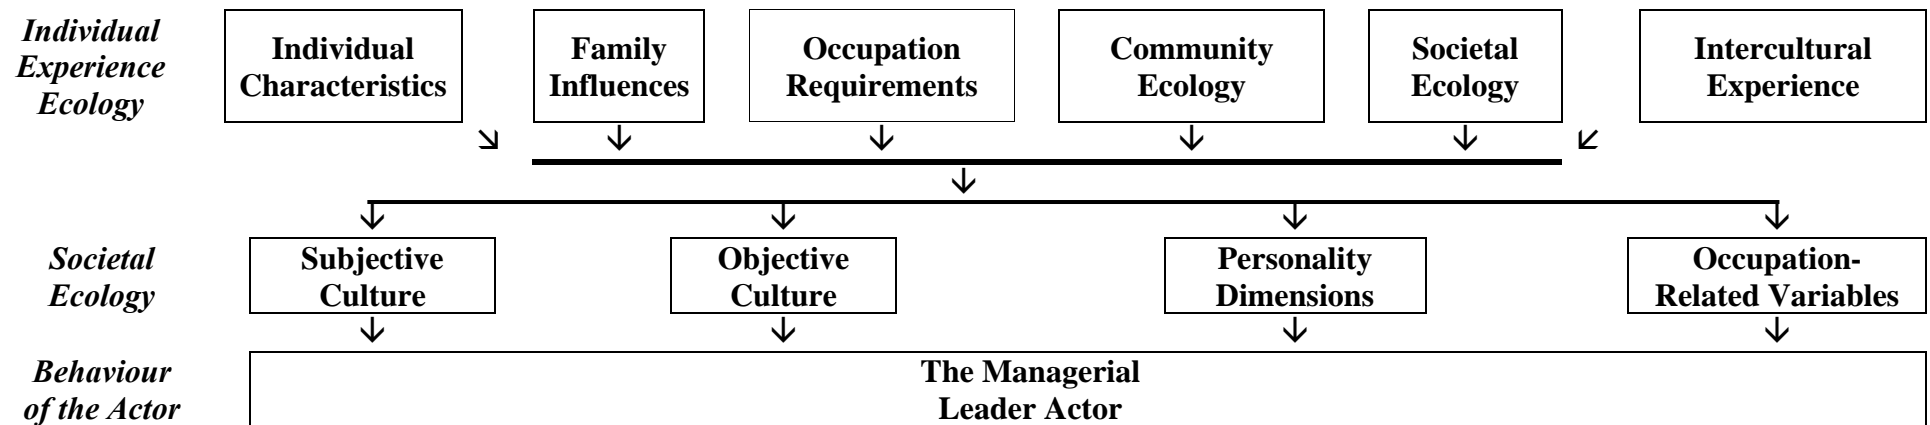 Individual
Experience
Ecology
Individual
Characteristics
Family
Influences
Occupation
Requirements
Community
Ecology
Societal
Ecology
Intercultural
Experience
Societal
Ecology
Subjective
Culture
Objective
Culture
Personality
Dimensions
Occupation-
Related Variables
Behaviour
of the Actor
The Managerial
Leader Actor